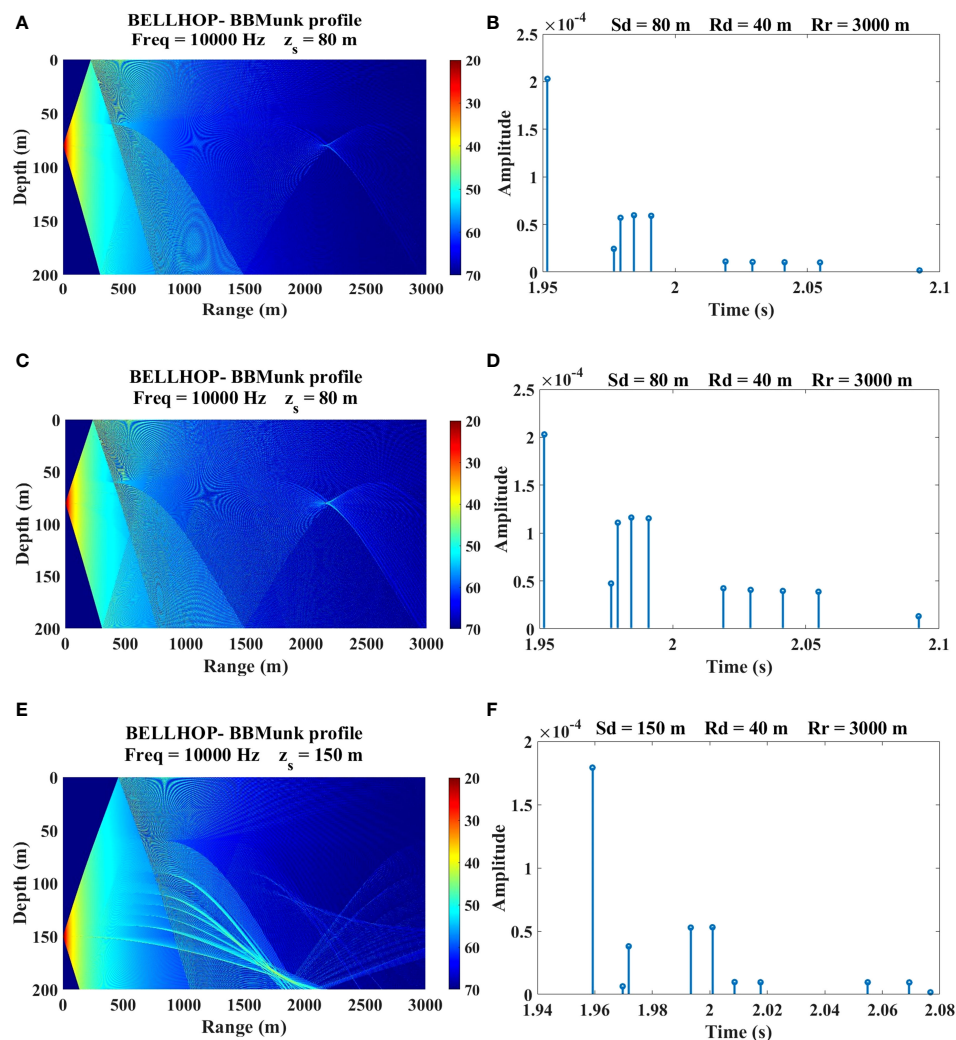 A
BELLHOP- BBMunk profile
Freq = 10000 Hz z_s = 80 m
0
50
100
150
200
Depth (m)
0 500 1000 1500 2000 2500 3000
Range (m)
20
30
40
50
60
70
B
×10^-4 Sd = 80 m Rd = 40 m Rr = 3000 m
2.5
2
1.5
1
0.5
0
Amplitude
1.95 2 2.05 2.1
Time (s)
C
BELLHOP- BBMunk profile
Freq = 10000 Hz z_s = 80 m
0
50
100
150
200
Depth (m)
0 500 1000 1500 2000 2500 3000
Range (m)
20
30
40
50
60
70
D
×10^-4 Sd = 80 m Rd = 40 m Rr = 3000 m
2.5
2
1.5
1
0.5
0
Amplitude
1.95 2 2.05 2.1
Time (s)
E
BELLHOP- BBMunk profile
Freq = 10000 Hz z_s = 150 m
0
50
100
150
200
Depth (m)
0 500 1000 1500 2000 2500 3000
Range (m)
20
30
40
50
60
70
F
×10^-4 Sd = 150 m Rd = 40 m Rr = 3000 m
2
1.5
1
0.5
0
Amplitude
1.94 1.96 1.98 2 2.02 2.04 2.06 2.08
Time (s)